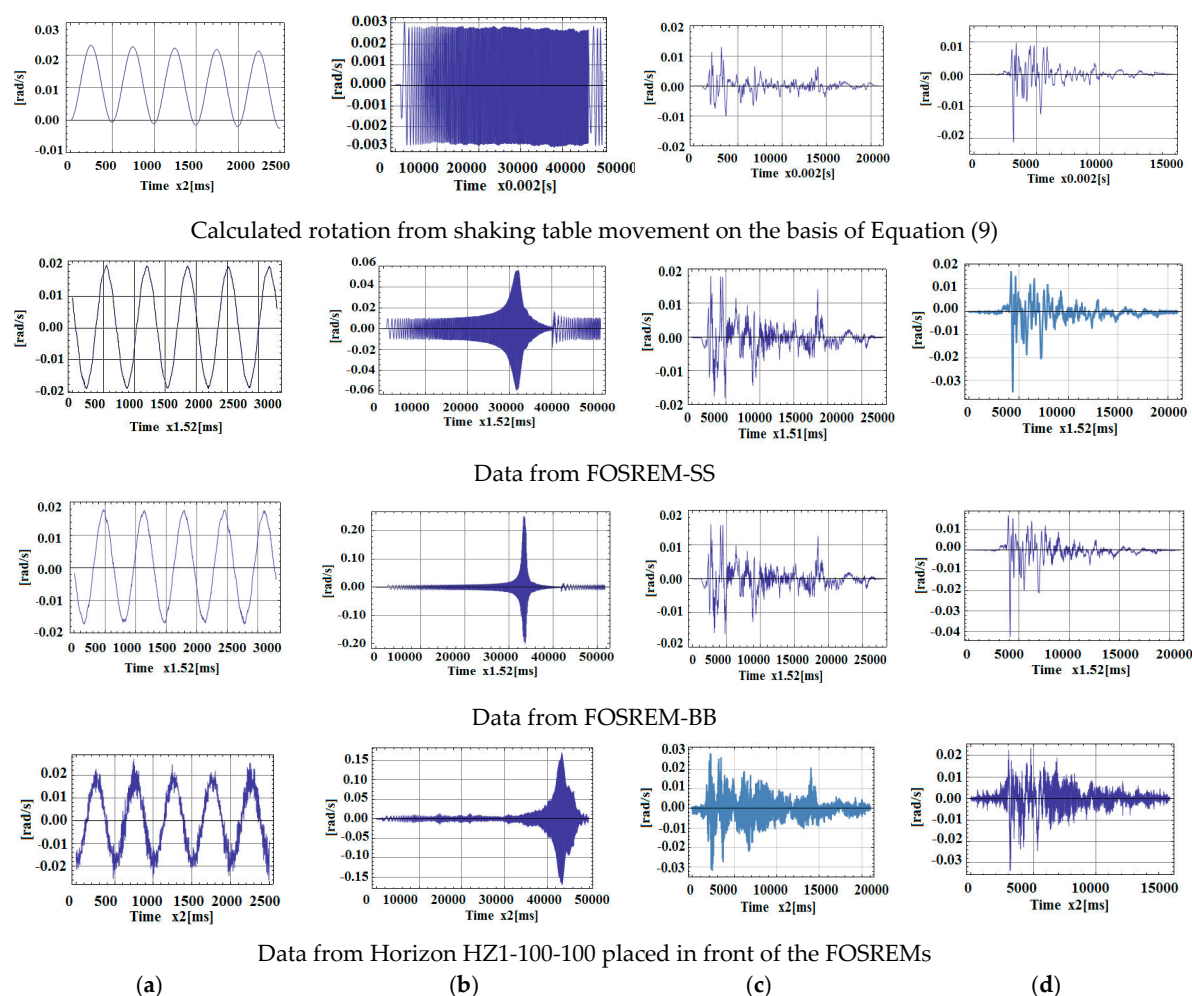 0.03 0.02 0.01 0.00 -0.01
[rad/s]
0 500 1000 1500 2000 2500
Time x2[ms]
0.003 0.002 0.002 0.001 0.000 -0.001 -0.002 -0.003
[rad/s]
0 10000 20000 30000 40000 50000
Time x0.002[s]
0.02 0.01 0.00 -0.01 -0.02
[rad/s]
0 500 10000 15000 20000
Time x0.002[s]
0.01 0.00 -0.01 -0.02
[rad/s]
0 5000 10000 15000
Time x0.002[s]
Calculated rotation from shaking table movement on the basis of Equation (9)
0.02 0.01 0.00 -0.01 -0.02
[rad/s]
0 500 1000 1500 2000 2500 3000
Time x1.52[ms]
0.06 0.04 0.02 0.00 -0.02 -0.04 -0.06
[rad/s]
0 10000 20000 30000 40000 50000
Time x1.52[ms]
0.02 0.01 0.00 -0.01 -0.02
[rad/s]
0 5000 10000 15000 20000 25000
Time x1.51[ms]
0.02 0.01 0.00 -0.01 -0.02 -0.03
[rad/s]
0 5000 10000 15000 20000
Time x1.52[ms]
Data from FOSREM-SS
0.02 0.01 0.00 -0.01 -0.02
[rad/s]
0 500 1000 1500 2000 2500 3000
Time x1.52[ms]
0.20 0.10 0.00 -0.10 -0.20
[rad/s]
0 10000 20000 30000 40000 50000
Time x1.52[ms]
0.02 0.01 0.00 -0.01 -0.02
[rad/s]
0 5000 10000 15000 20000 25000
Time x1.52[ms]
0.01 0.00 -0.01 -0.02 -0.03 -0.04
[rad/s]
0 5000 10000 15000 20000
Time x1.52[ms]
Data from FOSREM-BB
0.02 0.01 0.00 -0.01 -0.02
[rad/s]
0 500 1000 1500 2000 2500
Time x2[ms]
0.15 0.10 0.05 0.00 -0.05 -0.10 -0.15
[rad/s]
0 10000 20000 30000 40000 50000
Time x2[ms]
0.03 0.02 0.01 0.00 -0.01 -0.02 -0.03
[rad/s]
0 5000 10000 15000 20000
Time x2[ms]
0.02 0.01 0.00 -0.01 -0.02 -0.03
[rad/s]
0 5000 10000 15000
Time x2[ms]
Data from Horizon HZ1-100-100 placed in front of the FOSREMs
(a) (b) (c) (d)